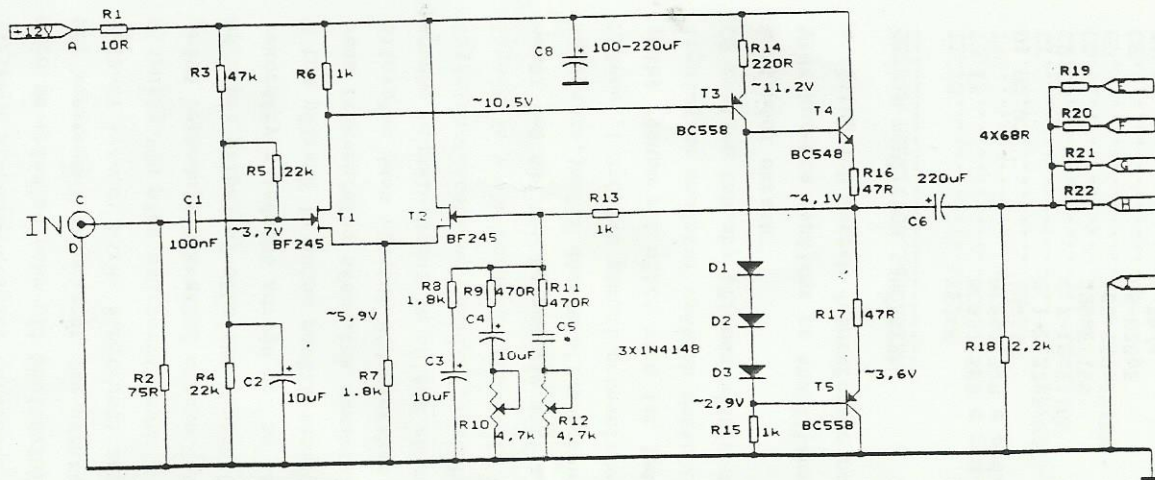 +12V
A
R1
10R
R3
47k
R6
1k
C8
+
100-220uF
R14
220R
~11,2V
T3
~10,5V
BC558
T4
BC548
R19
E
R20
F
4X68R
R21
G
R22
H
R5
22k
R16
47R
220uF
+
C6
~4,1V
IN
C
D
C1
100nF
~3,7V
T1
BF245
T2
BF245
R13
1k
R8
1.8k
R9
470R
R11
470R
C4
+
10uF
C5
D1
D2
D3
3X1N4148
R17
47R
R18
2,2k
~5,9V
R2
75R
R4
22k
C2
+
10uF
R7
1.8k
C3
+
10uF
R10
4,7k
R12
4,7k
~2,9V
R15
1k
T5
~3,6V
BC558